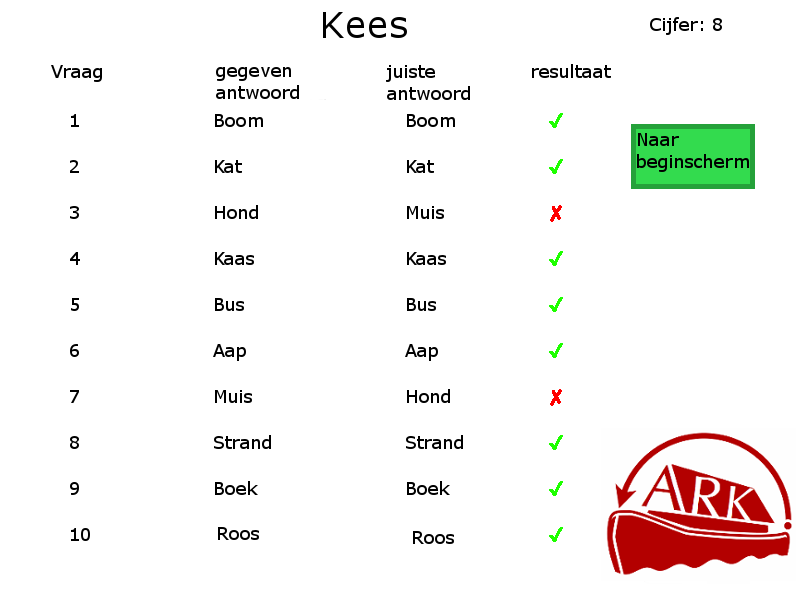 Kees
Cijfer: 8
Vraag gegeven antwoord juiste antwoord resultaat
1 Boom Boom ✓
Naar
beginscherm
2 Kat Kat ✓
3 Hond Muis ✗
4 Kaas Kaas ✓
5 Bus Bus ✓
6 Aap Aap ✓
7 Muis Hond ✗
8 Strand Strand ✓
9 Boek Boek ✓
10 Roos Roos ✓
ARK